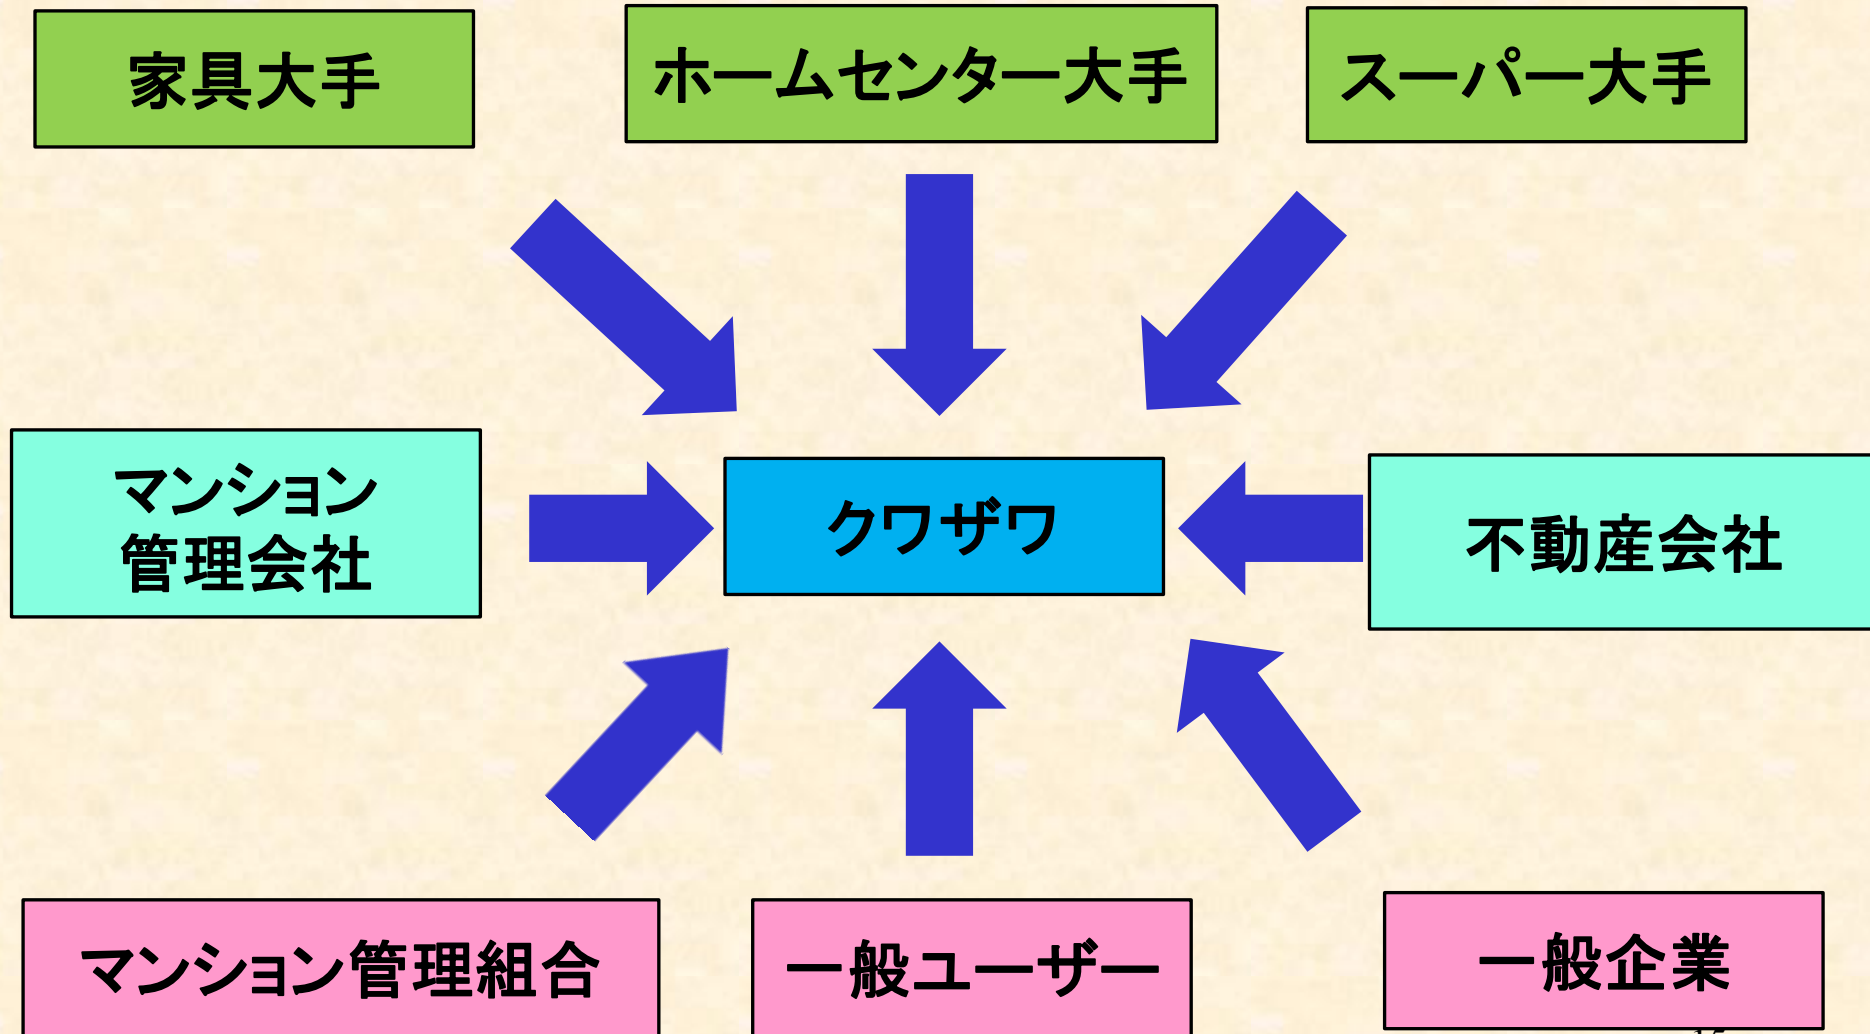 家具大手
ホームセンター大手
スーパー大手
マンション
管理会社
クワザワ
不動産会社
マンション管理組合
一般ユーザー
一般企業